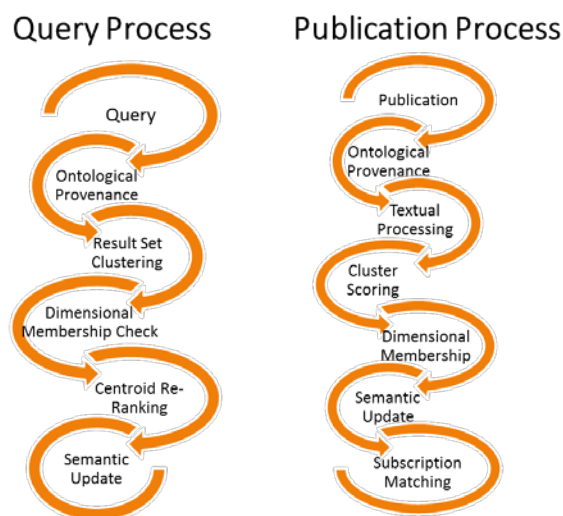 Query Process
Query
Ontological
Provenance
Result Set
Clustering
Dimensional
Membership Check
Centroid Re-
Ranking
Semantic
Update
Publication Process
Publication
Ontological
Provenance
Textual
Processing
Cluster
Scoring
Dimensional
Membership
Semantic
Update
Subscription
Matching